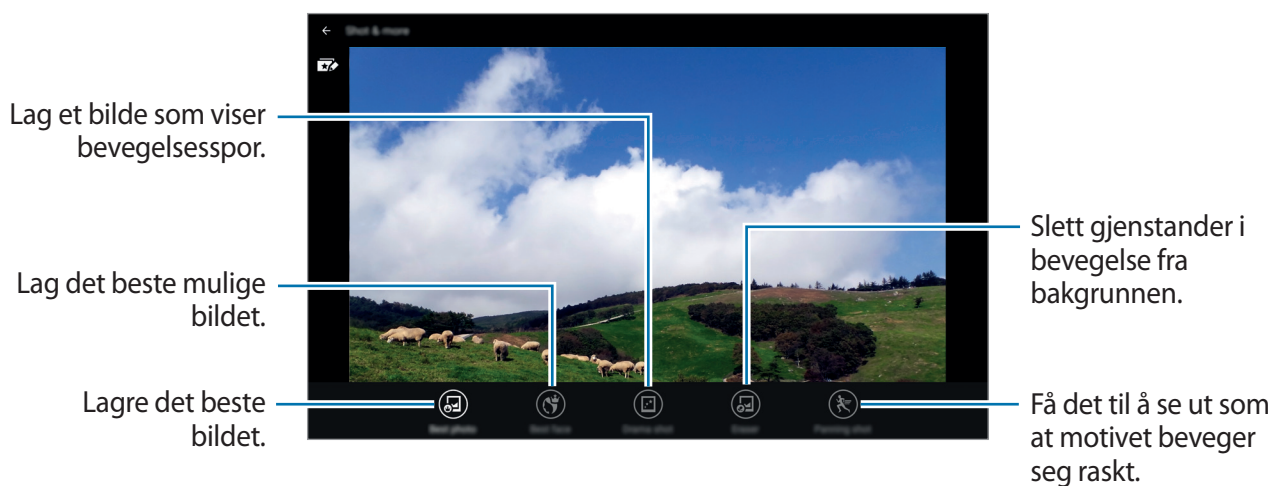 Shot & more
Lag et bilde som viser
bevegelsesspor.
Lag det beste mulige
bildet.
Lagre det beste
bildet.
Slett gjenstander i
bevegelse fra
bakgrunnen.
Få det til å se ut som
at motivet beveger
seg raskt.
Best photo
Best face
Drama shot
Eraser
Panning shot